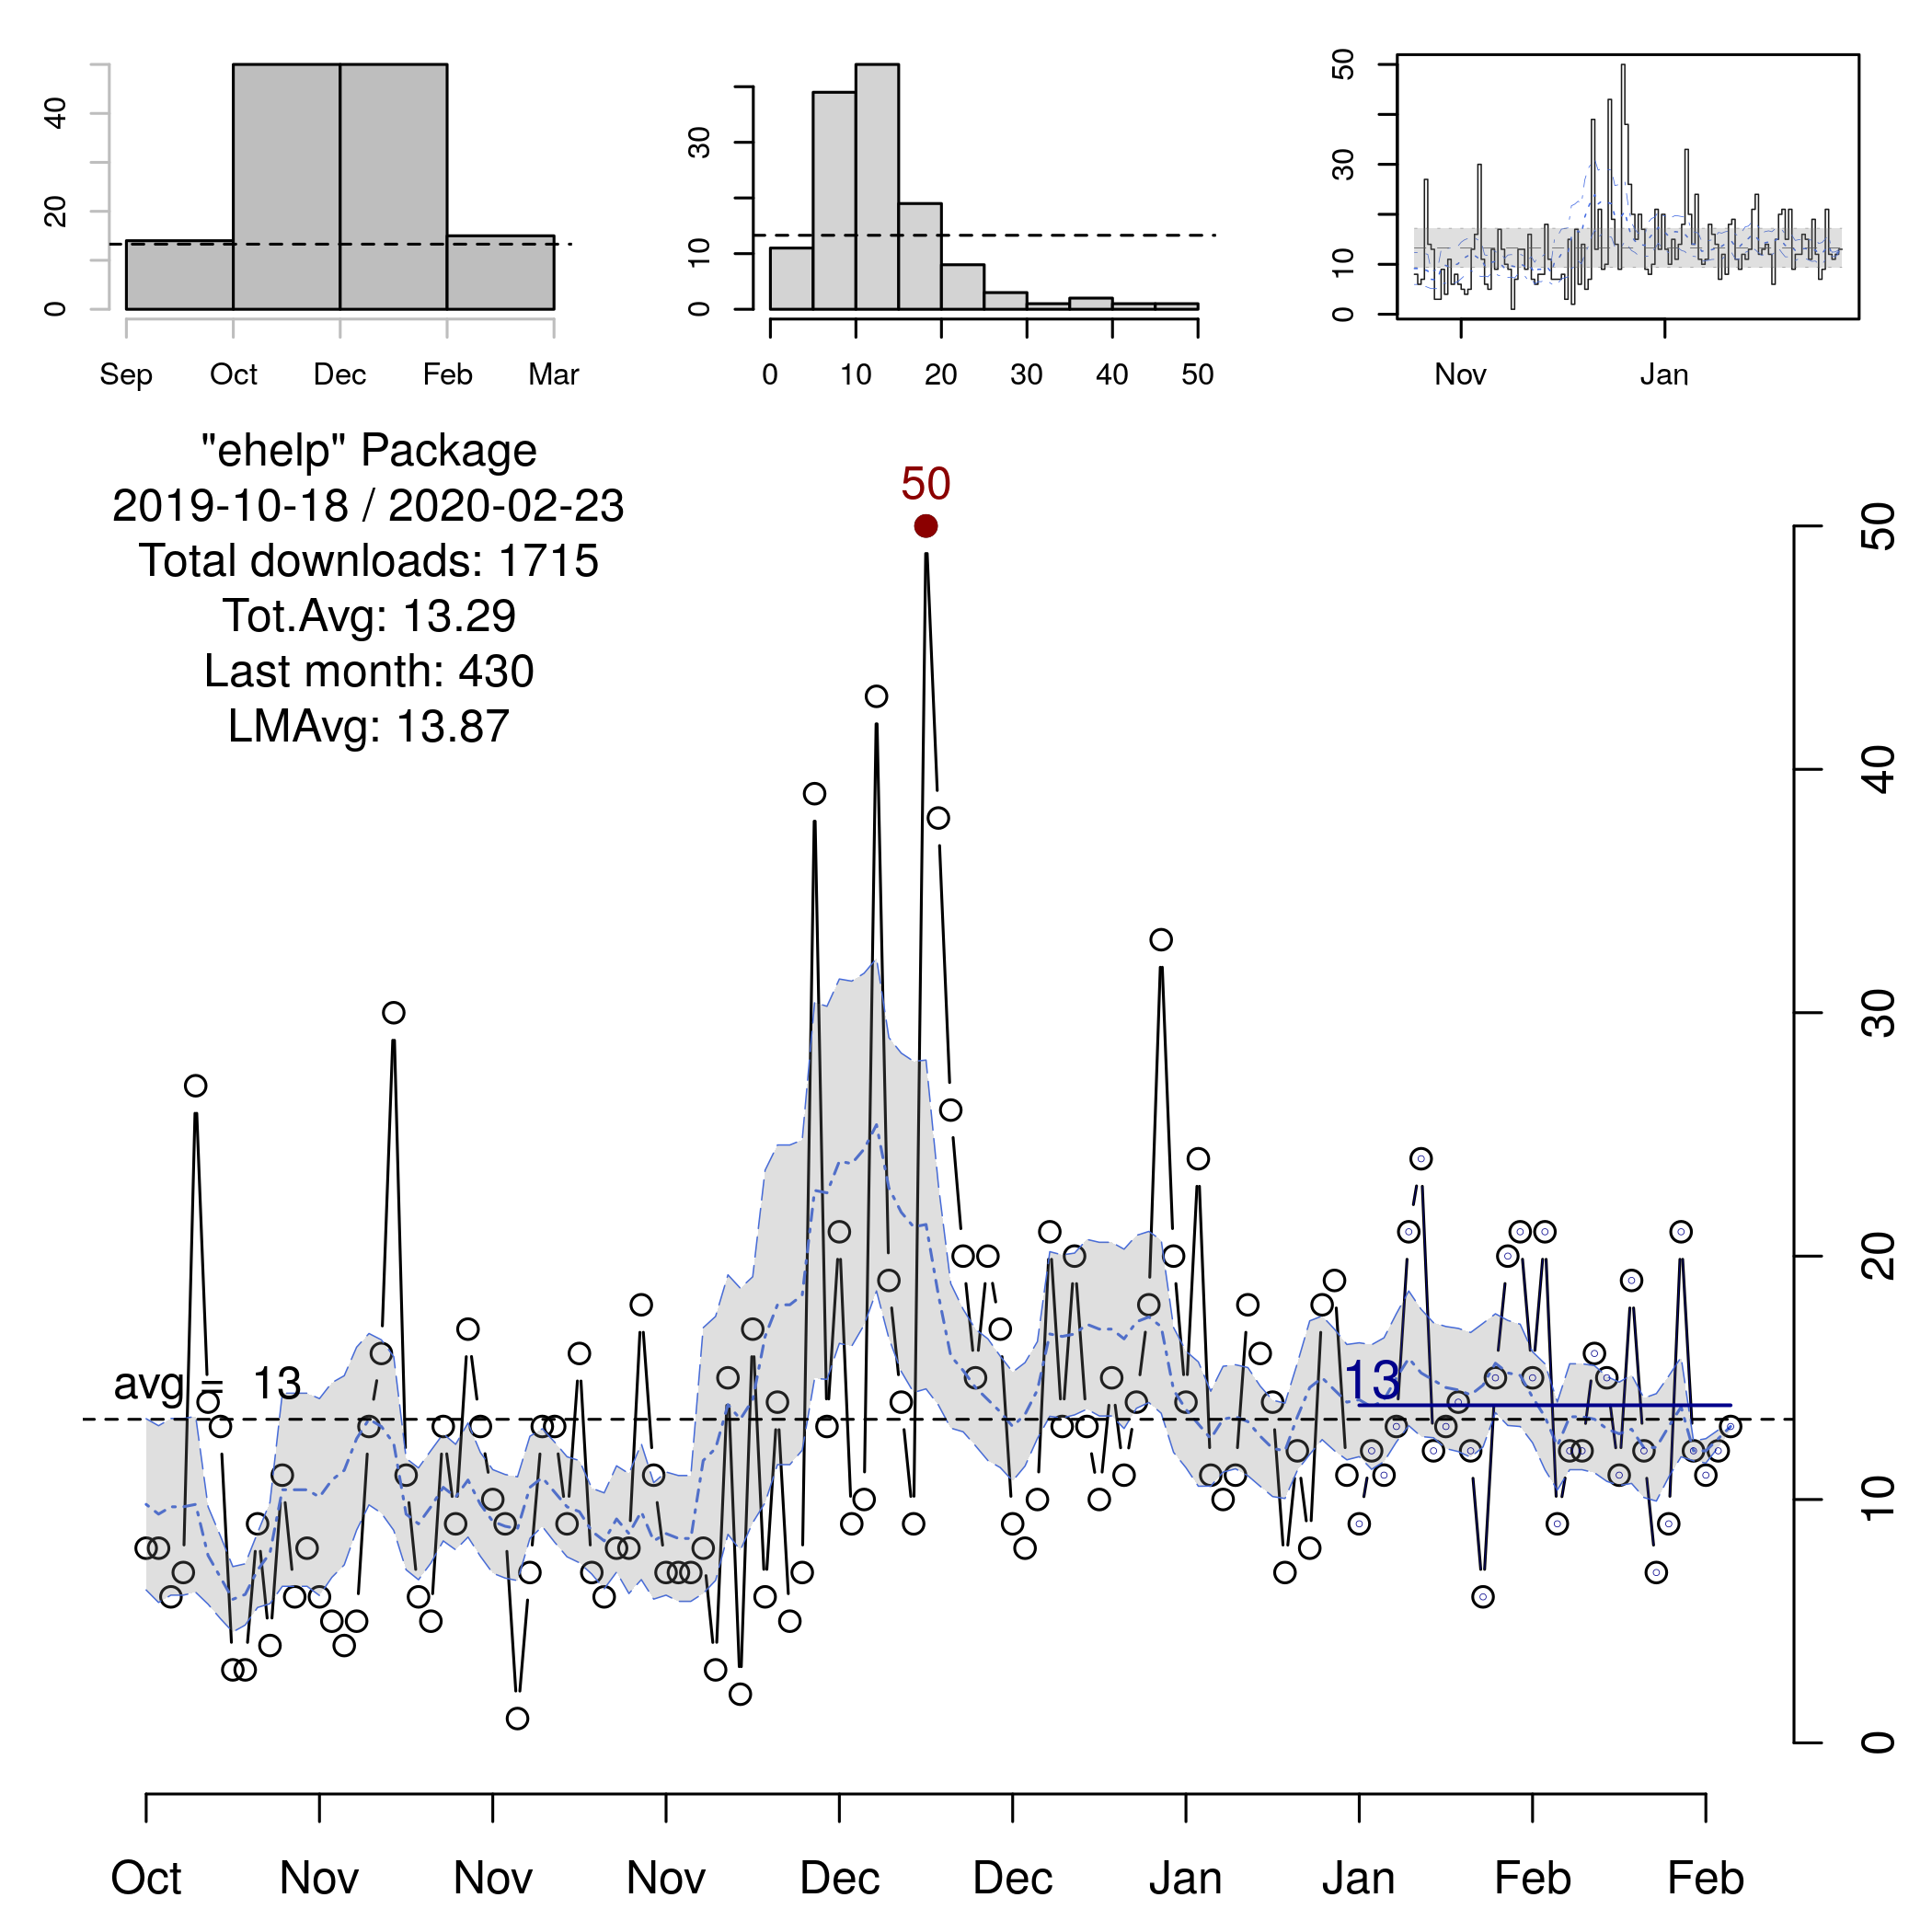 0 20 40
Sep Oct Dec Feb Mar
0 10 30
0 10 20 30 40 50
0 10 30 50
Nov Jan
"ehelp" Package
2019-10-18 / 2020-02-23
Total downloads: 1715
Tot.Avg: 13.29
Last month: 430
LMAvg: 13.87
50
avg = 13
13
0 10 20 30 40 50
Oct Nov Nov Nov Dec Dec Jan Jan Feb Feb